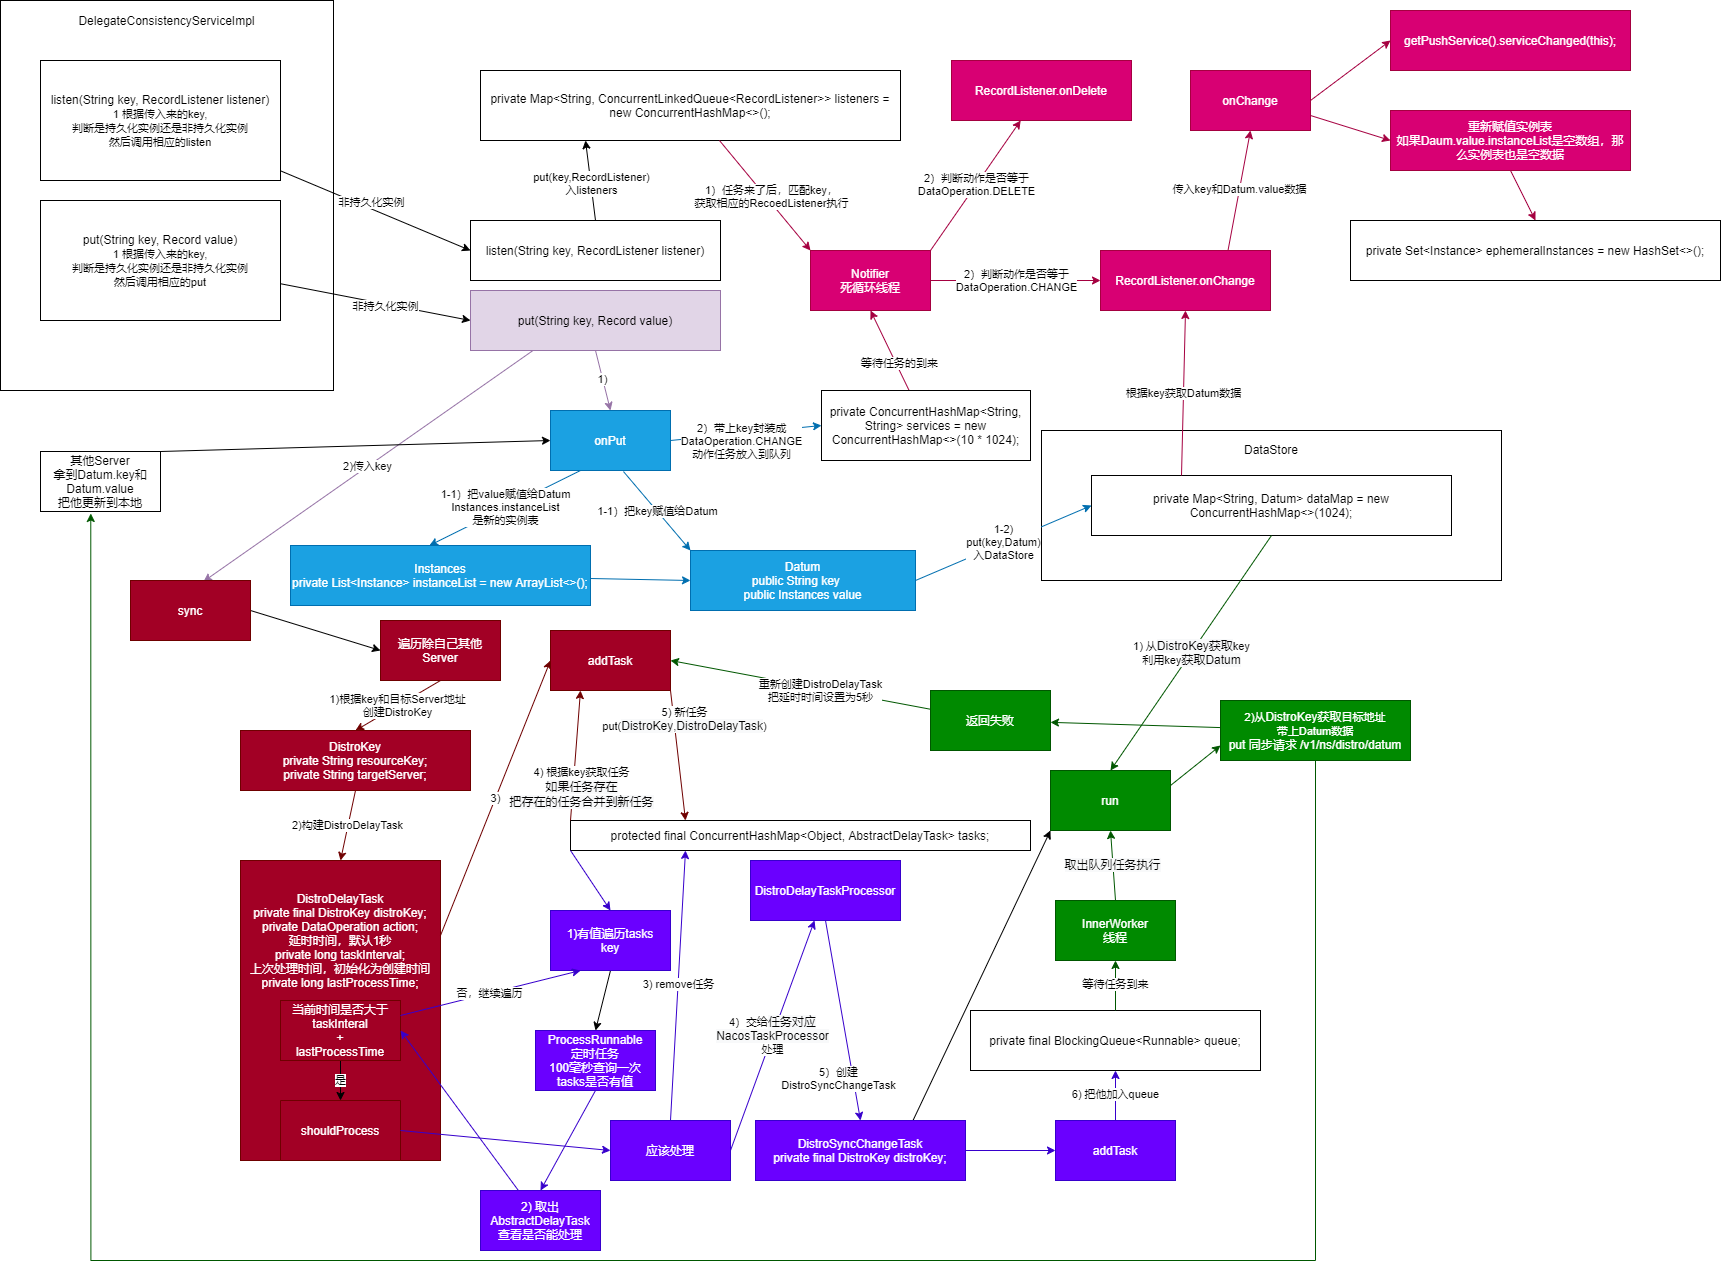 DelegateConsistencyServiceImpl
listen(String key, RecordListener listener)
1 根据传入来的key,
判断是持久化实例还是非持久化实例
然后调用相应的listen
put(String key, Record value)
1 根据传入来的key,
判断是持久化实例还是非持久化实例
然后调用相应的put
非持久化实例
非持久化实例
private Map<String, ConcurrentLinkedQueue<RecordListener>> listeners =
new ConcurrentHashMap<>();
put(key,RecordListener)
入listeners
listen(String key, RecordListener listener)
put(String key, Record value)
1）任务来了后，匹配key，
获取相应的RecoedListener执行
RecordListener.onDelete
2）判断动作是否等于
DataOperation.DELETE
Notifier
死循环线程
2）判断动作是否等于
DataOperation.CHANGE
RecordListener.onChange
传入key和Datum.value数据
onChange
getPushService().serviceChanged(this);
重新赋值实例表
如果Daum.value.instanceList是空数组，那
么实例表也是空数据
private Set<Instance> ephemeralInstances = new HashSet<>();
等待任务的到来
private ConcurrentHashMap<String,
String> services = new
ConcurrentHashMap<>(10 * 1024);
根据key获取Datum数据
1）
2)传入key
onPut
2）带上key封装成
DataOperation.CHANGE
动作任务放入到队列
其他Server
拿到Datum.key和
Datum.value
把他更新到本地
1-1）把value赋值给Datum
Instances.instanceList
是新的实例表
1-1）把key赋值给Datum
Instances
private List<Instance> instanceList = new ArrayList<>();
Datum
public String key
public Instances value
1-2)
put(key,Datum)
入DataStore
DataStore
private Map<String, Datum> dataMap = new
ConcurrentHashMap<>(1024);
sync
遍历除自己其他
Server
1)根据key和目标Server地址
创建DistroKey
DistroKey
private String resourceKey;
private String targetServer;
2)构建DistroDelayTask
DistroDelayTask
private final DistroKey distroKey;
private DataOperation action;
延时时间，默认1秒
private long taskInterval;
上次处理时间，初始化为创建时间
private long lastProcessTime;
当前时间是否大于
taskInteral
+
lastProcessTime
是
shouldProcess
3）
addTask
5) 新任务
put(DistroKey,DistroDelayTask)
4) 根据key获取任务
如果任务存在
把存在的任务合并到新任务
protected final ConcurrentHashMap<Object, AbstractDelayTask> tasks;
重新创建DistroDelayTask
把延时时间设置为5秒
返回失败
1) 从DistroKey获取key
利用key获取Datum
2)从DistroKey获取目标地址
带上Datum数据
put 同步请求 /v1/ns/distro/datum
run
取出队列任务执行
InnerWorker
线程
等待任务到来
private final BlockingQueue<Runnable> queue;
6) 把他加入queue
addTask
1)有值遍历tasks
key
否，继续遍历
ProcessRunnable
定时任务
100毫秒查询一次
tasks是否有值
2) 取出
AbstractDelayTask
查看是否能处理
应该处理
3) remove任务
4）交给任务对应
NacosTaskProcessor
处理
DistroDelayTaskProcessor
5）创建
DistroSyncChangeTask
DistroSyncChangeTask
private final DistroKey distroKey;